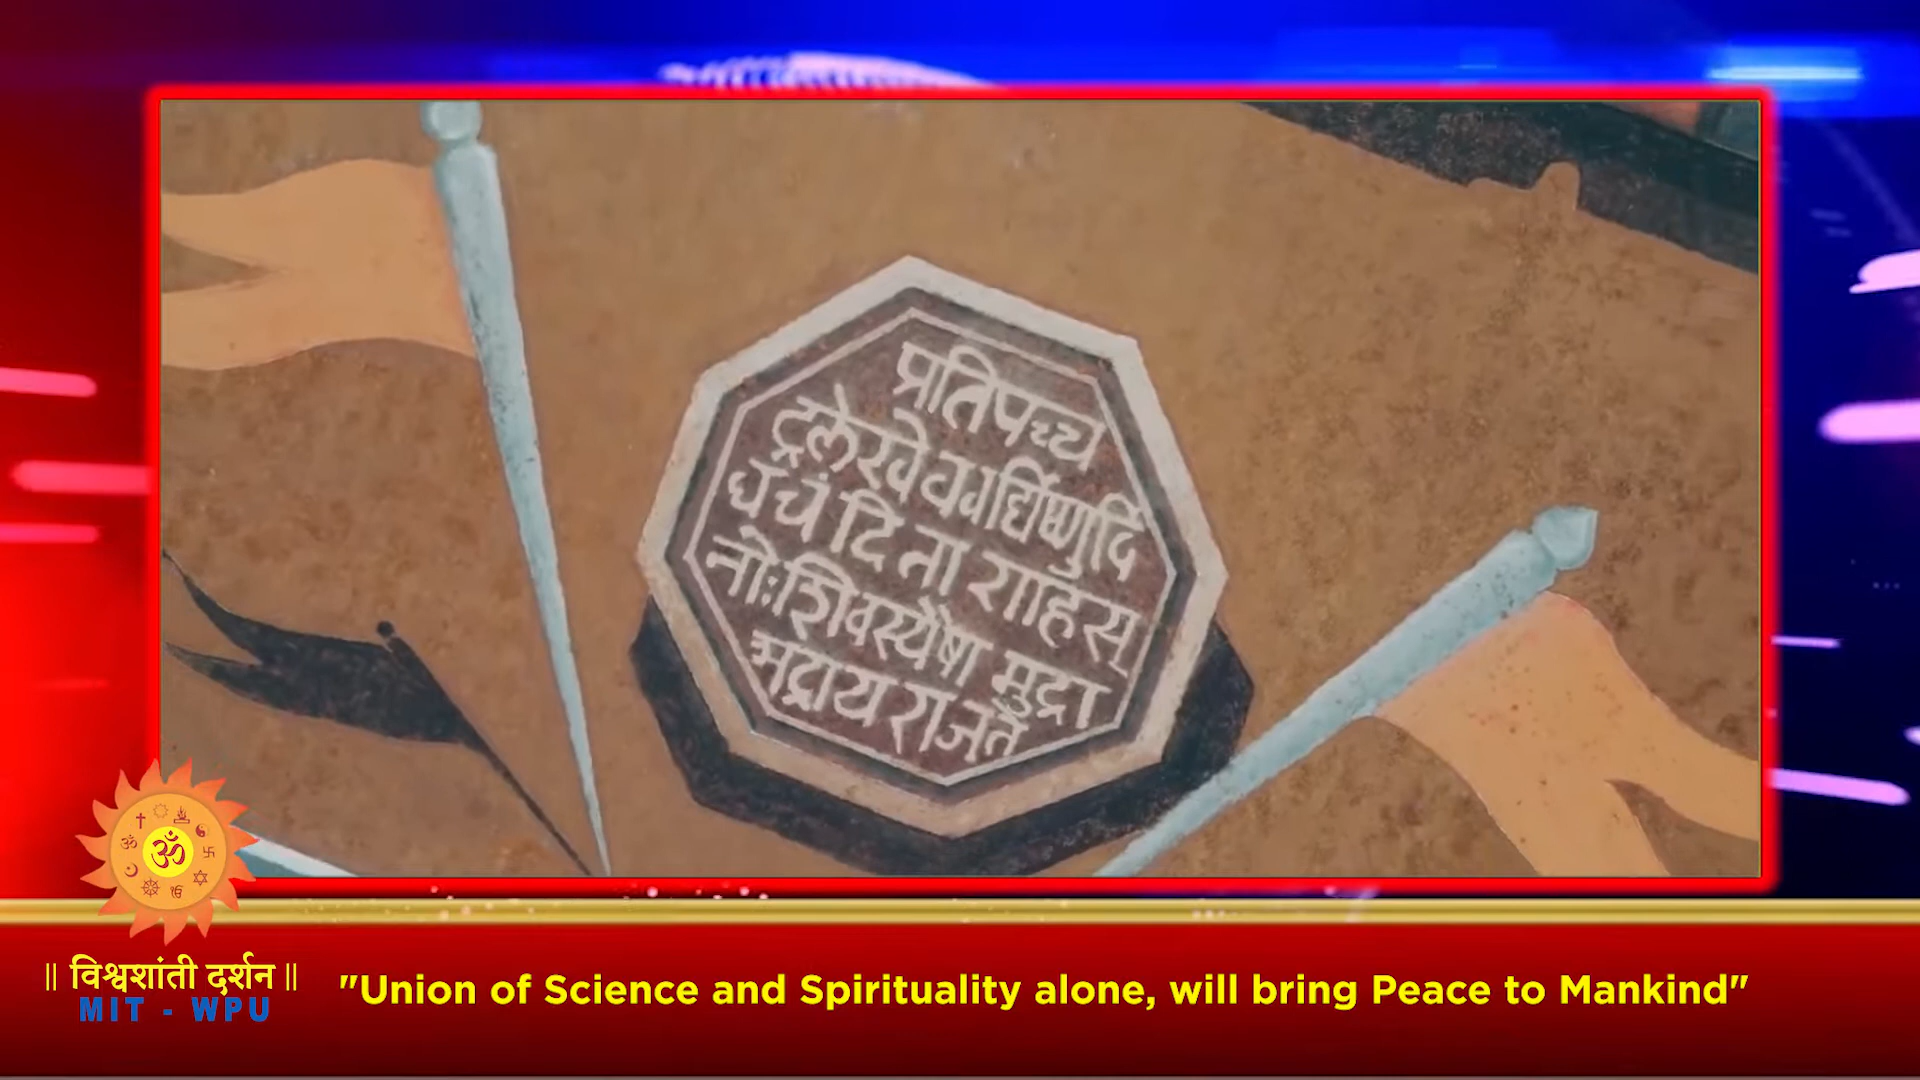 प्रतिपच्च
द्रलेखेव वर्धिष्णुर्वि
श्व वंदिता शाहसू
नोः शिवस्यैषा मुद्रा
भद्राय राजते
॥ विश्वशांती दर्शन ॥
MIT - WPU
"Union of Science and Spirituality alone, will bring Peace to Mankind"